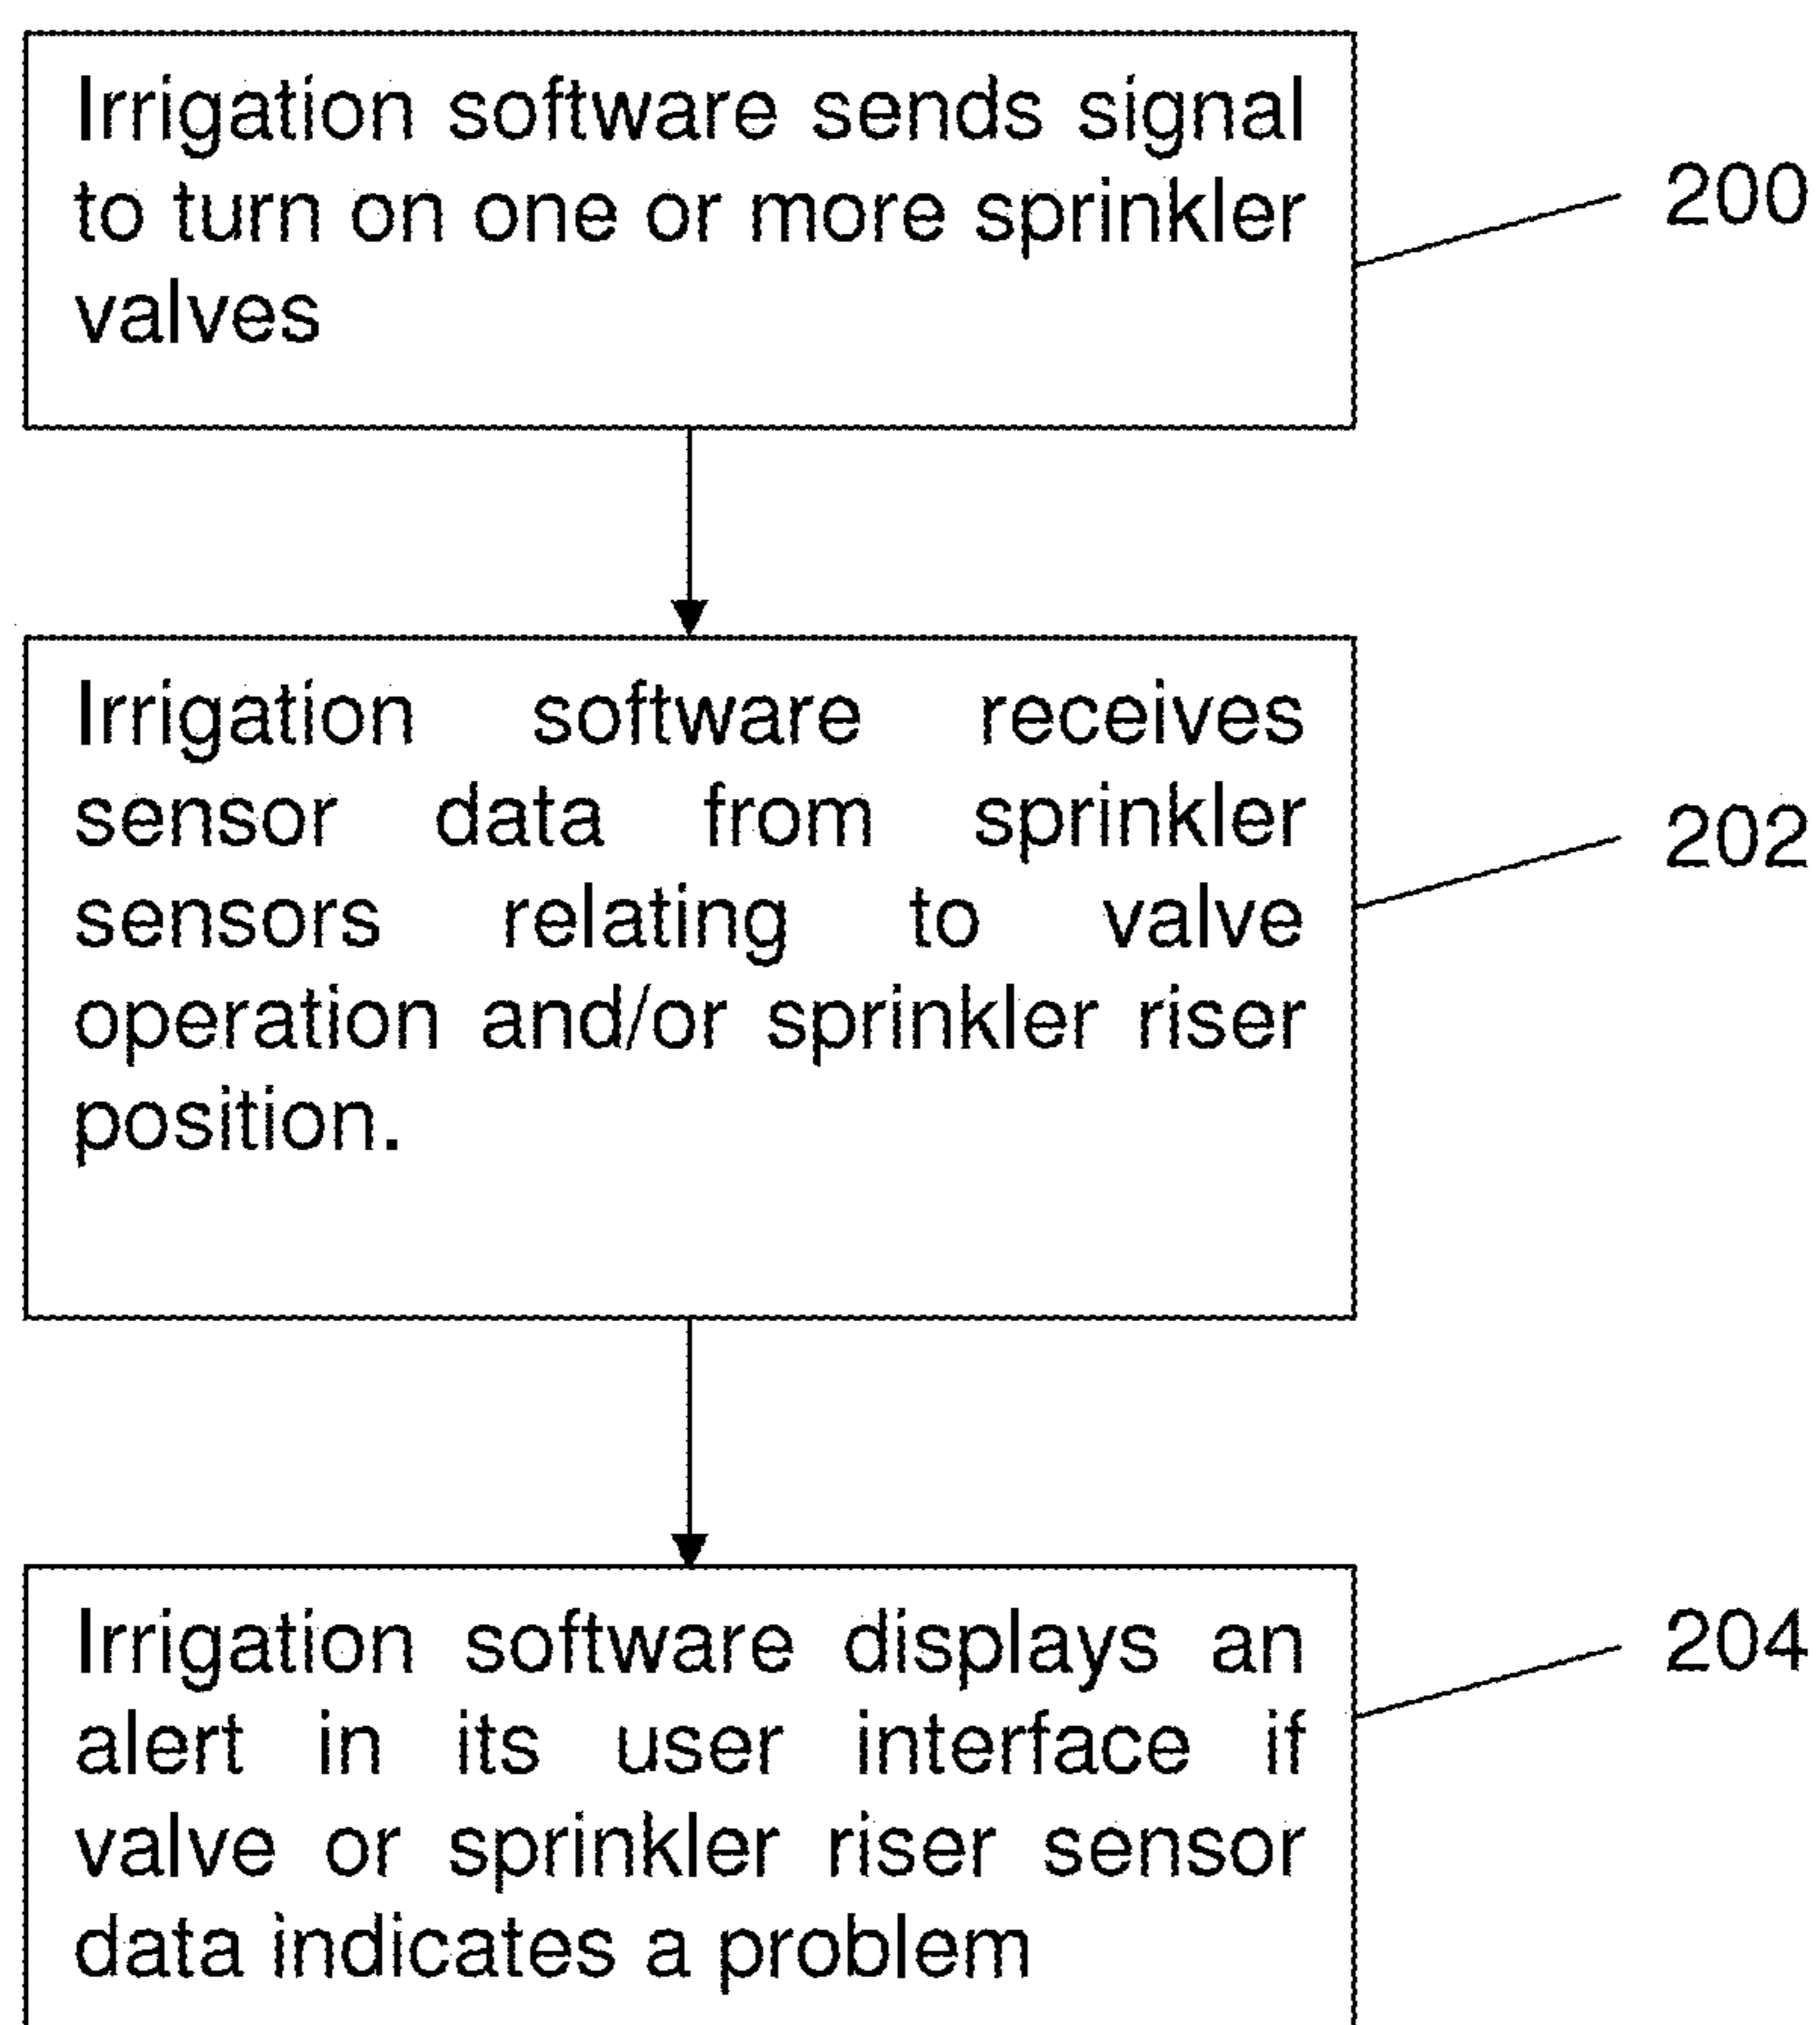 Irrigation software sends signal
to turn on one or more sprinkler
valves
200
Irrigation software receives
sensor data from sprinkler
sensors relating to valve
operation and/or sprinkler riser
position.
202
Irrigation software displays an
alert in its user interface if
valve or sprinkler riser sensor
data indicates a problem
204